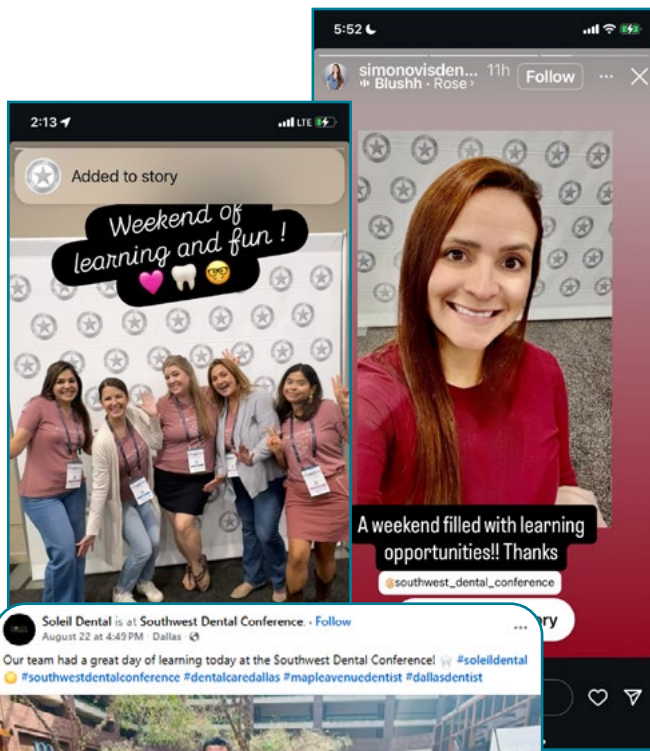 5:52
simonovisden... 11h Follow ...
Blushh · Rose >
2:13
LTE
Added to story
Weekend of
learning and fun !
A weekend filled with learning
opportunities!! Thanks
@southwest_dental_conference
ry
Soleil Dental is at Southwest Dental Conference. · Follow
August 22 at 4:49 PM · Dallas ·
Our team had a great day of learning today at the Southwest Dental Conference! #soleildental
#southwestdentalconference #dentalcaredallas #mapleavenuedentist #dallasdentist